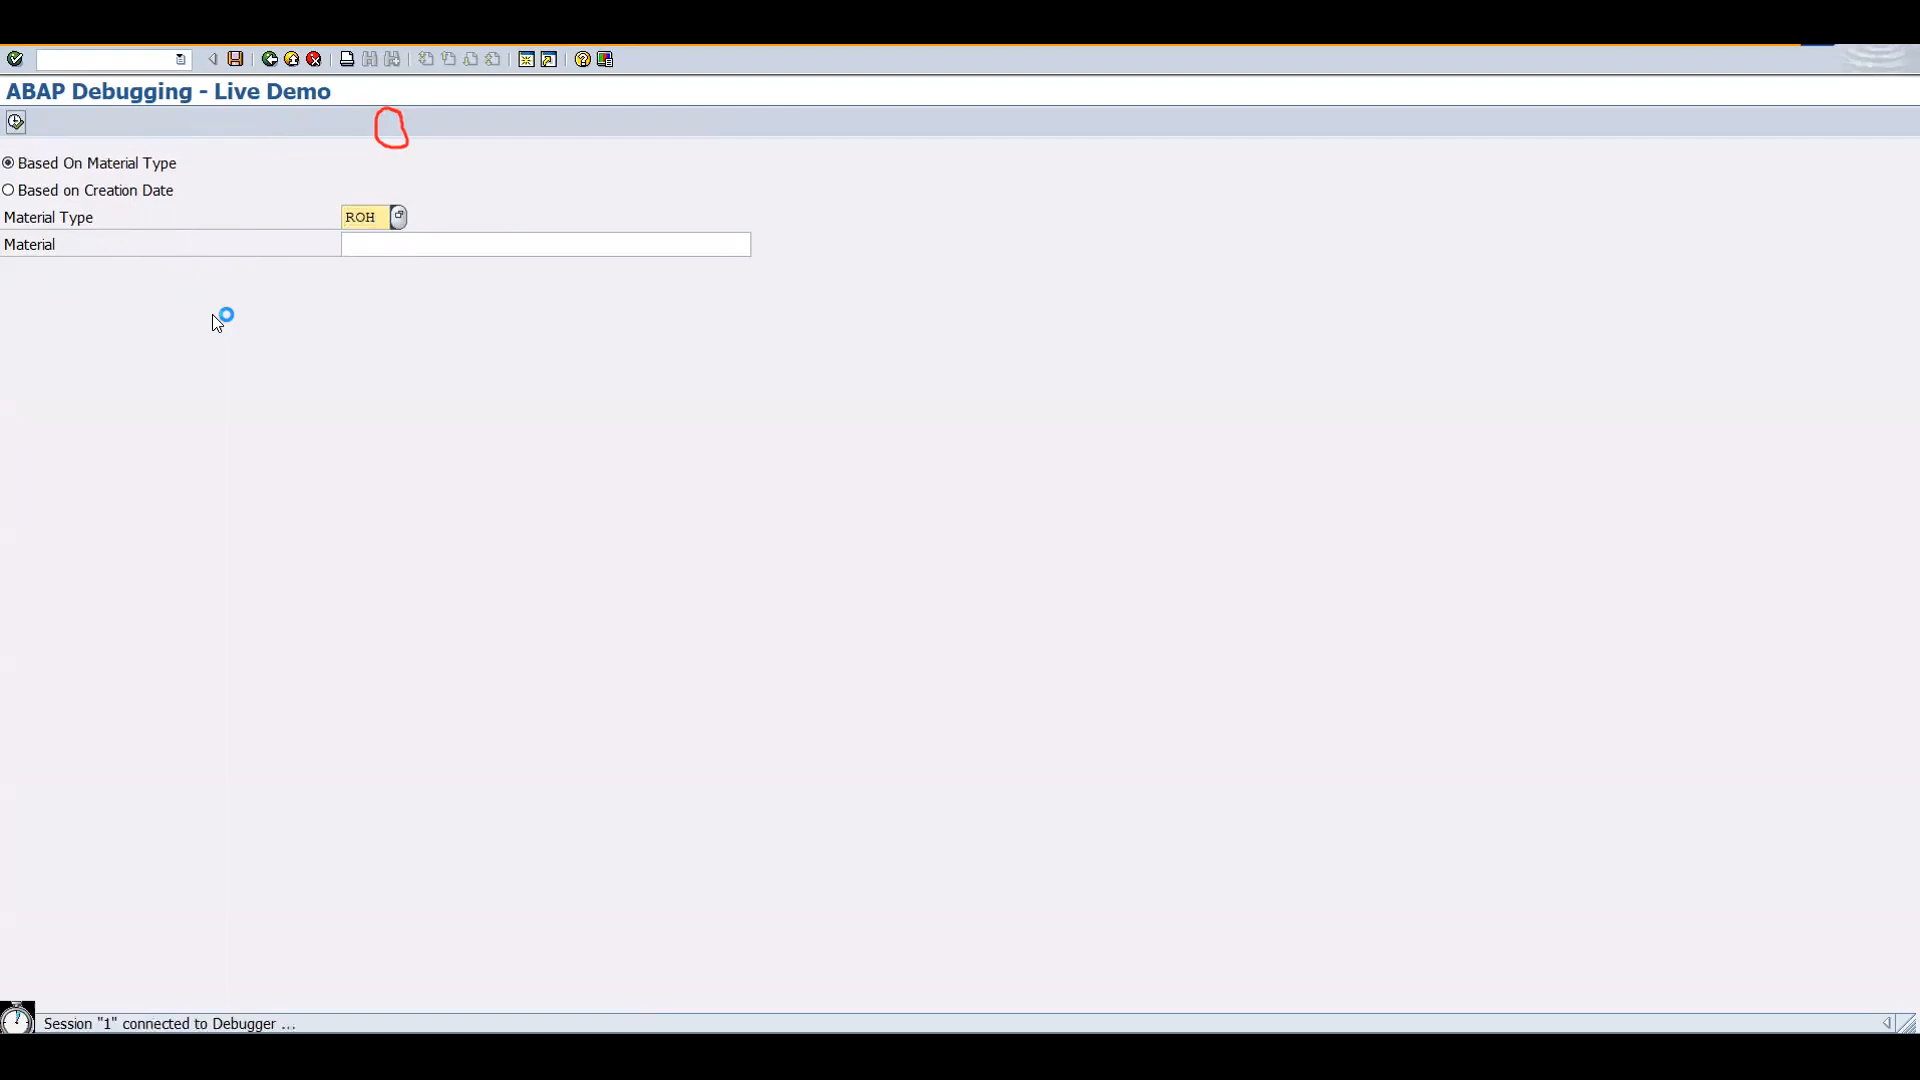 ABAP Debugging - Live Demo
Based On Material Type
Based on Creation Date
Material Type ROH
Material
Session "1" connected to Debugger ...